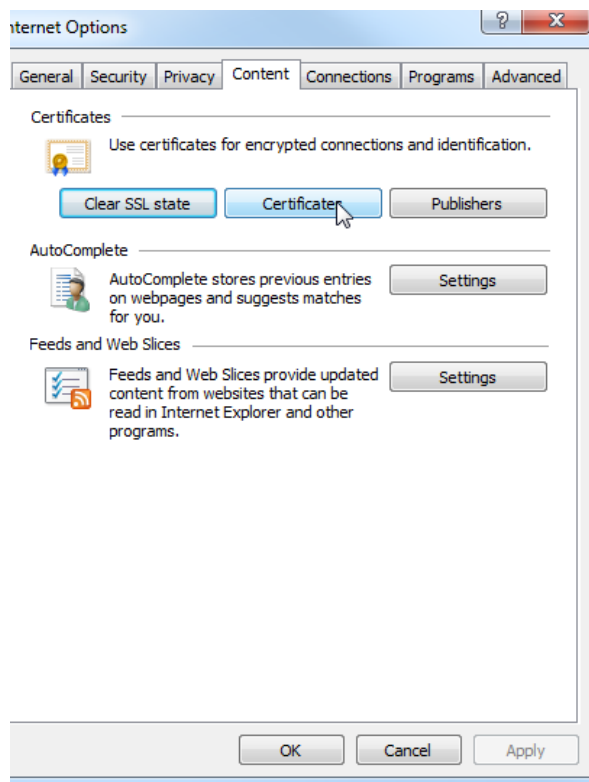 nternet Options
General Security Privacy Content Connections Programs Advanced
Certificates
Use certificates for encrypted connections and identification.
Clear SSL state Certificates Publishers
AutoComplete
AutoComplete stores previous entries
on webpages and suggests matches
for you.
Settings
Feeds and Web Slices
Feeds and Web Slices provide updated
content from websites that can be
read in Internet Explorer and other
programs.
Settings
OK Cancel Apply